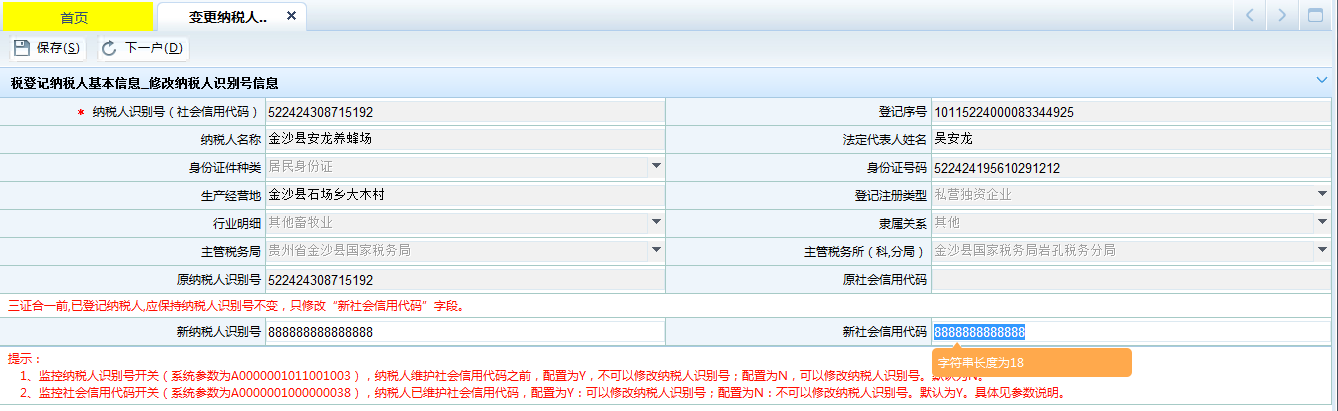 首页 变更纳税人..
保存(S) 下一户(D)
税登记纳税人基本信息_修改纳税人识别号信息
* 纳税人识别号（社会信用代码） 522424308715192 登记序号 10115224000083344925
纳税人名称 金沙县安龙养蜂场 法定代表人姓名 吴安龙
身份证件种类 居民身份证 身份证号码 522424195610291212
生产经营地 金沙县石场乡大木村 登记注册类型 私营独资企业
行业明细 其他畜牧业 隶属关系 其他
主管税务局 贵州省金沙县国家税务局 主管税务所（科,分局） 金沙县国家税务局岩孔税务分局
原纳税人识别号 522424308715192 原社会信用代码
三证合一前,已登记纳税人,应保持纳税人识别号不变，只修改“新社会信用代码”字段。
新纳税人识别号 888888888888888 新社会信用代码 8888888888888
字符串长度为18
提示：
1、监控纳税人识别号开关（系统参数为A0000001011001003），纳税人维护社会信用代码之前，配置为Y，不可以修改纳税人识别号；配置为N，可以修改纳税人识别号。默认为N。
2、监控社会信用代码开关（系统参数为A0000001000000038），纳税人已维护社会信用代码，配置为Y：可以修改纳税人识别号；配置为N：不可以修改纳税人识别号。默认为Y。具体见参数说明。